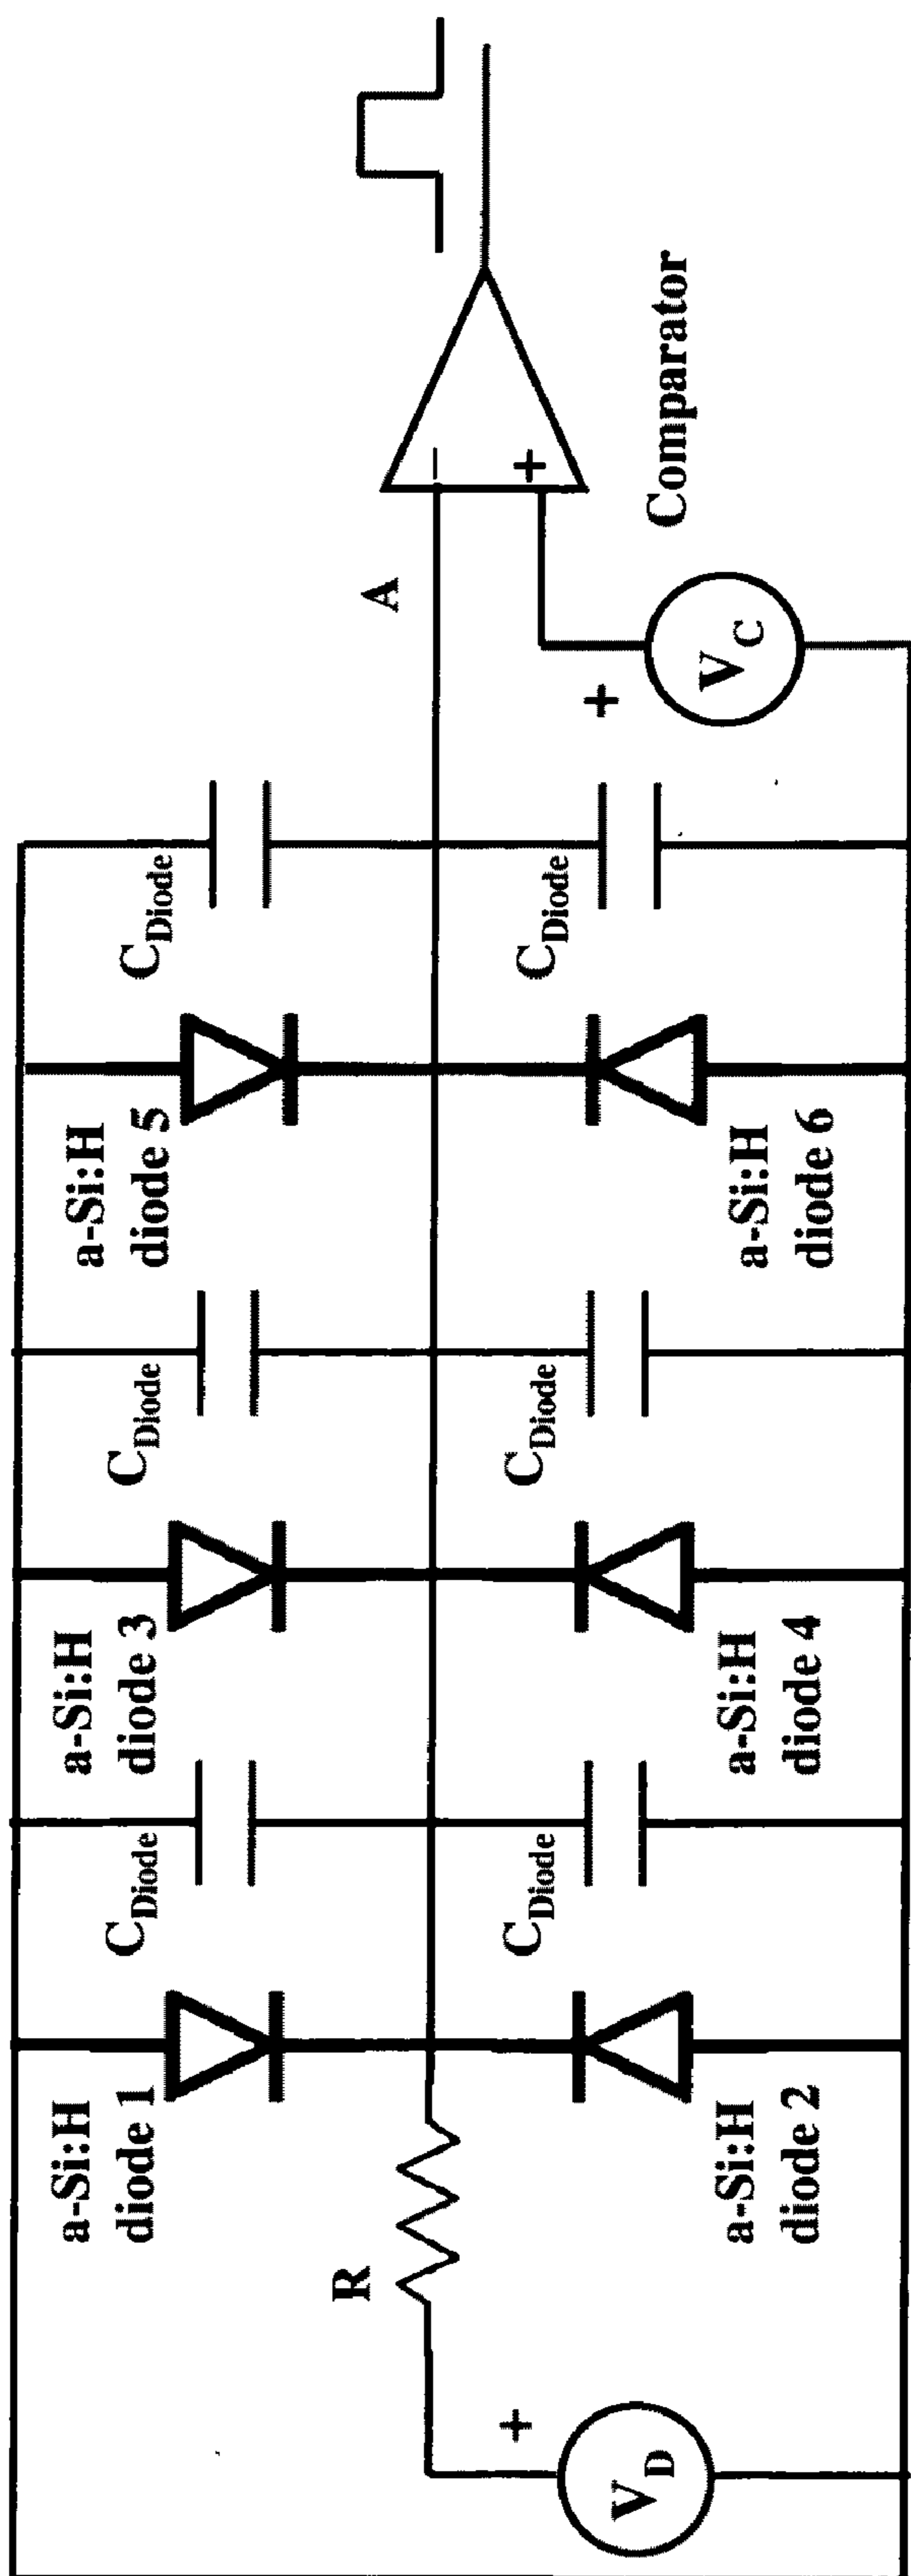 a-Si:H
diode 1
C_Diode
a-Si:H
diode 3
C_Diode
a-Si:H
diode 5
C_Diode
R
A
−
+
+
V_D
+
V_C
a-Si:H
diode 2
C_Diode
a-Si:H
diode 4
C_Diode
a-Si:H
diode 6
C_Diode
Comparator